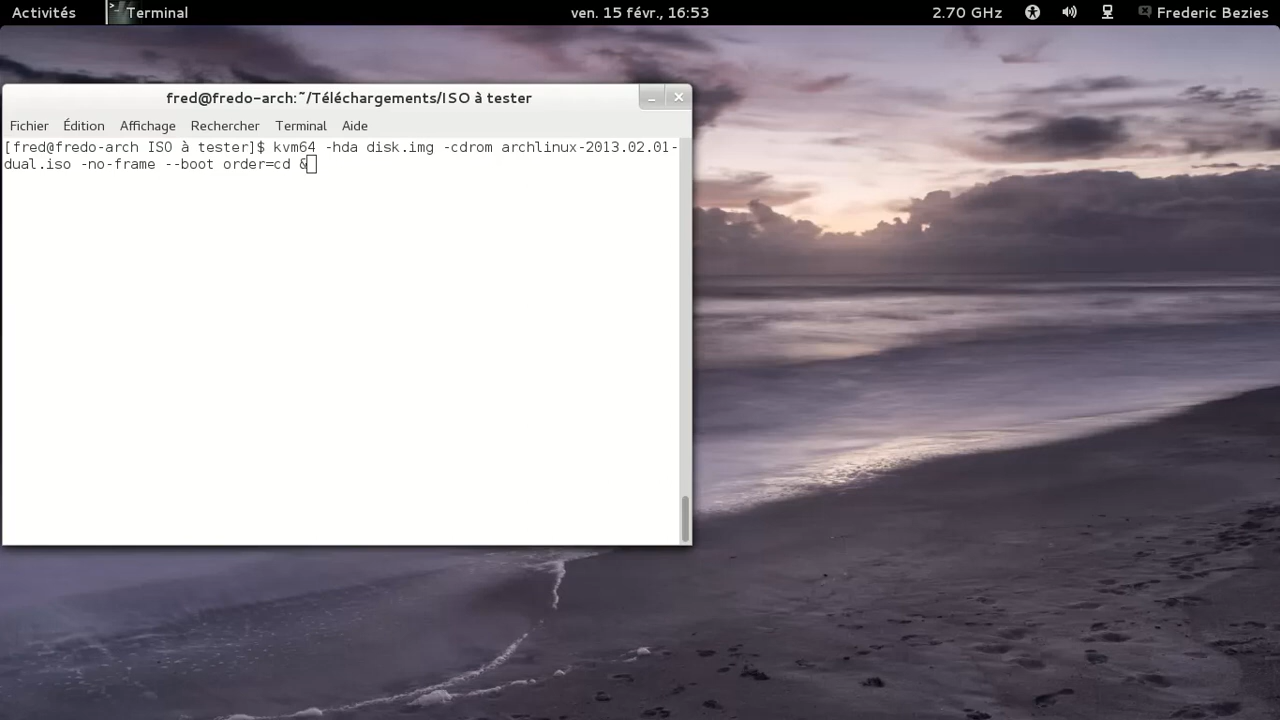 Activités Terminal ven. 15 févr., 16:53 2.70 GHz Frederic Bezies
fred@fredo-arch:~/Téléchargements/ISO à tester
Fichier Édition Affichage Rechercher Terminal Aide
[fred@fredo-arch ISO à tester]$ kvm64 -hda disk.img -cdrom archlinux-2013.02.01-
dual.iso -no-frame --boot order=cd &